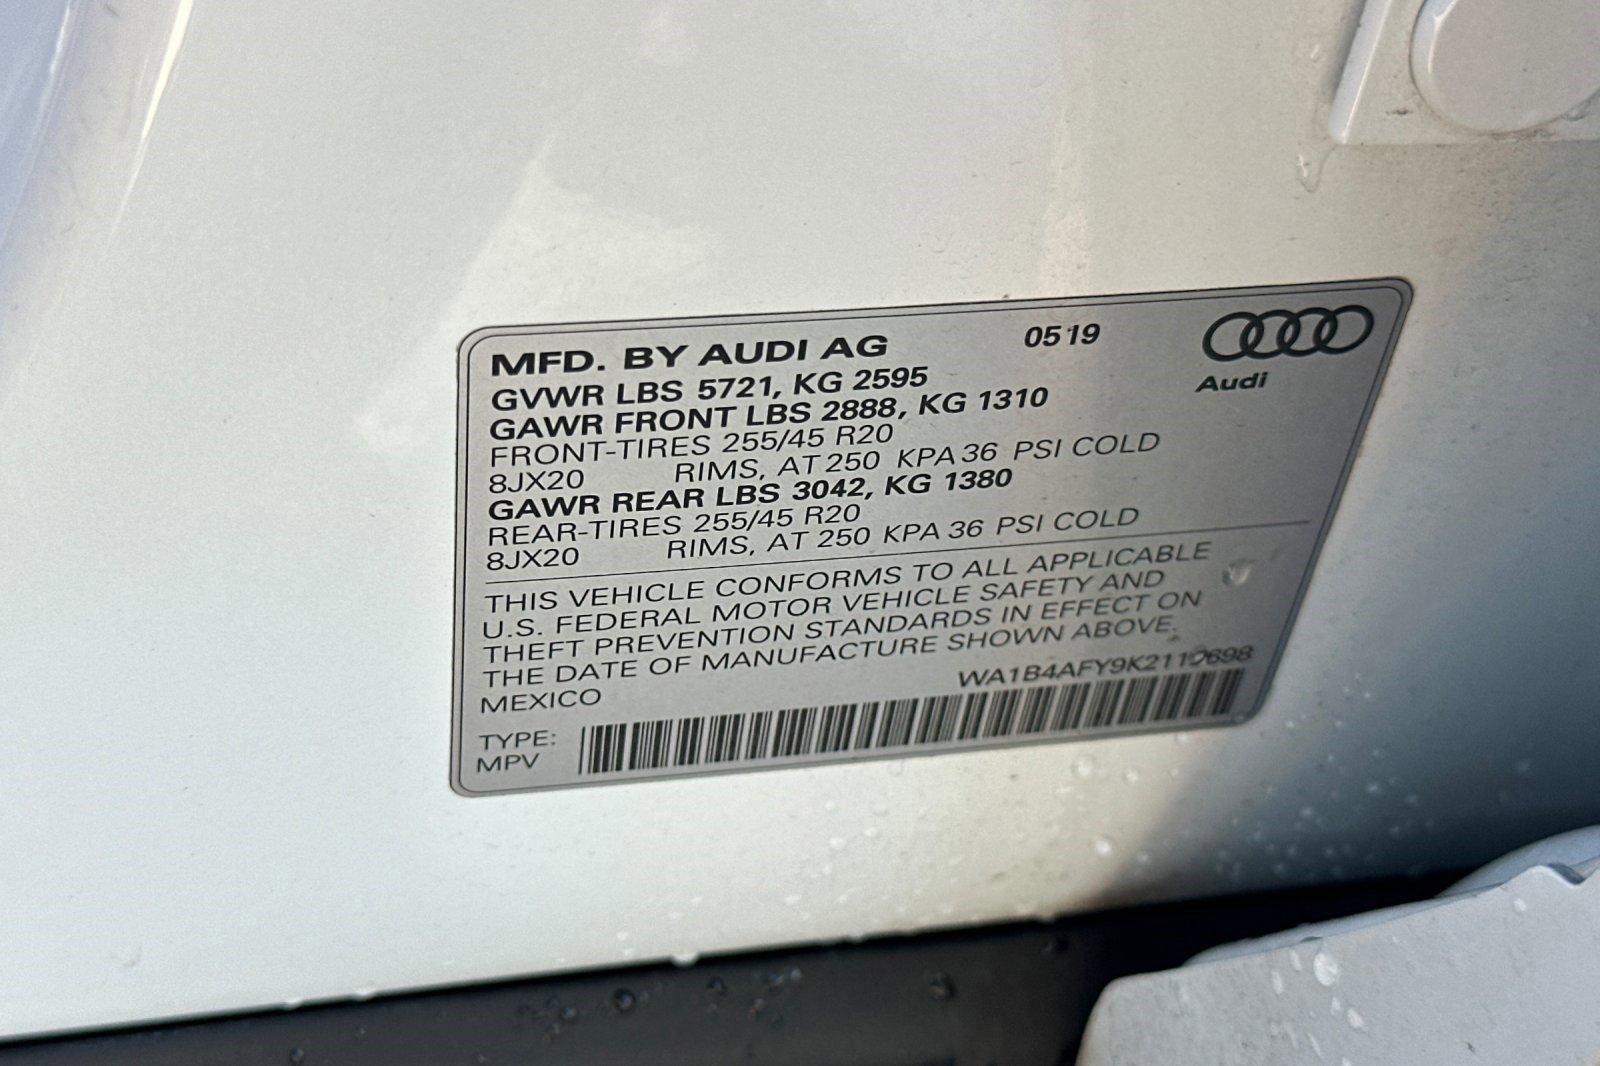 MFD. BY AUDI AG 0519
Audi
GVWR LBS 5721, KG 2595
GAWR FRONT LBS 2888, KG 1310
FRONT-TIRES 255/45 R20
8JX20 RIMS, AT 250 KPA 36 PSI COLD
GAWR REAR LBS 3042, KG 1380
REAR-TIRES 255/45 R20
8JX20 RIMS, AT 250 KPA 36 PSI COLD
THIS VEHICLE CONFORMS TO ALL APPLICABLE
U.S. FEDERAL MOTOR VEHICLE SAFETY AND
THEFT PREVENTION STANDARDS IN EFFECT ON
THE DATE OF MANUFACTURE SHOWN ABOVE.
MEXICO WA1B4AFY9K2112698
TYPE:
MPV